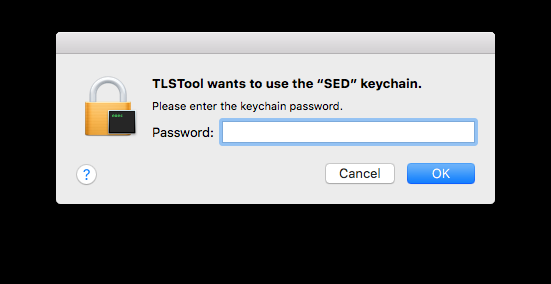 TLSTool wants to use the “SED” keychain.
Please enter the keychain password.
Password:
?
Cancel
OK